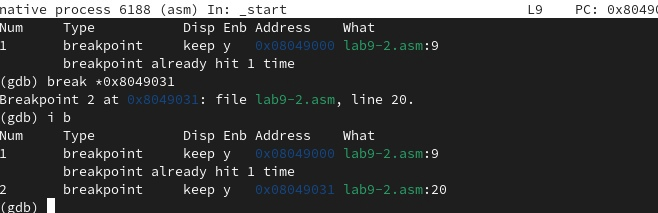 native process 6188 (asm) In: _start L9 PC: 0x8049
Num Type Disp Enb Address What
1 breakpoint keep y 0x08049000 lab9-2.asm:9
breakpoint already hit 1 time
(gdb) break *0x8049031
Breakpoint 2 at 0x8049031: file lab9-2.asm, line 20.
(gdb) i b
Num Type Disp Enb Address What
1 breakpoint keep y 0x08049000 lab9-2.asm:9
breakpoint already hit 1 time
2 breakpoint keep y 0x08049031 lab9-2.asm:20
(gdb)